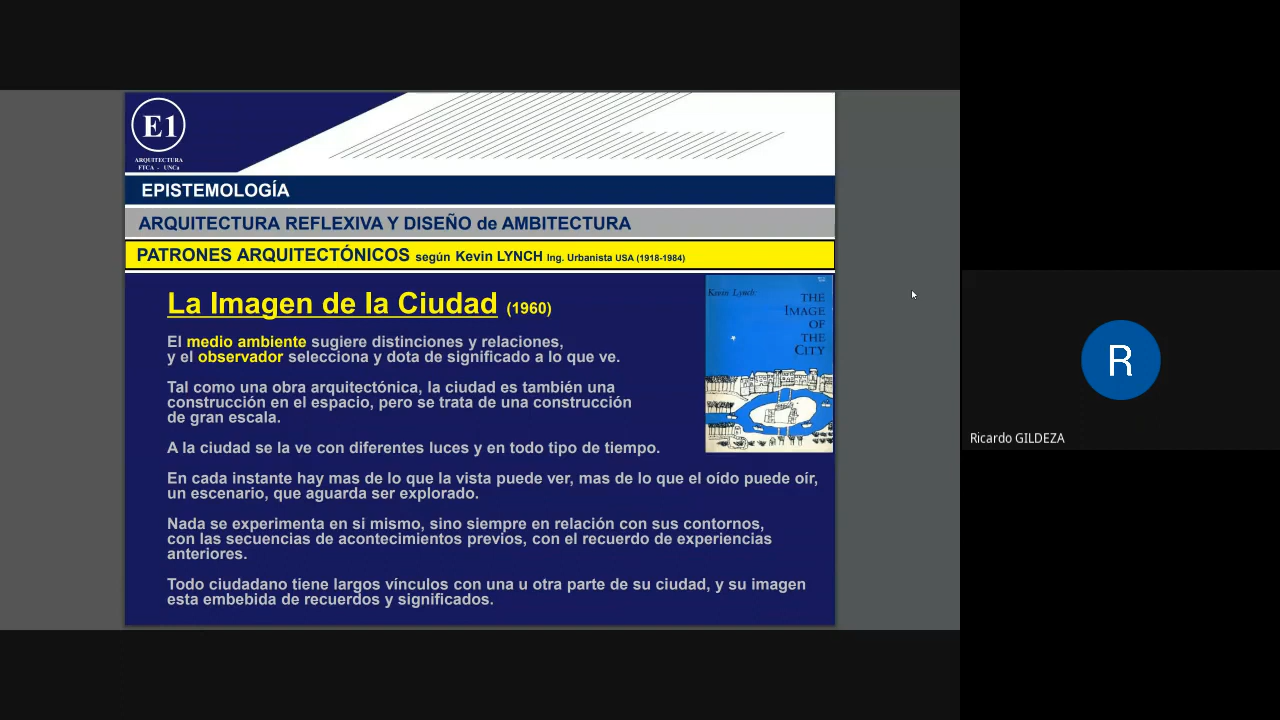 E1
ARQUITECTURA
FTCA - UNCa
EPISTEMOLOGÍA
ARQUITECTURA REFLEXIVA Y DISEÑO de AMBITECTURA
PATRONES ARQUITECTÓNICOS según Kevin LYNCH Ing. Urbanista USA (1918-1984)
La Imagen de la Ciudad (1960)
El medio ambiente sugiere distinciones y relaciones,
y el observador selecciona y dota de significado a lo que ve.
Tal como una obra arquitectónica, la ciudad es también una
construcción en el espacio, pero se trata de una construcción
de gran escala.
A la ciudad se la ve con diferentes luces y en todo tipo de tiempo.
En cada instante hay mas de lo que la vista puede ver, mas de lo que el oído puede oír,
un escenario, que aguarda ser explorado.
Nada se experimenta en si mismo, sino siempre en relación con sus contornos,
con las secuencias de acontecimientos previos, con el recuerdo de experiencias
anteriores.
Todo ciudadano tiene largos vínculos con una u otra parte de su ciudad, y su imagen
esta embebida de recuerdos y significados.
Kevin Lynch
THE
IMAGE
OF
THE
CITY
R
Ricardo GILDEZA